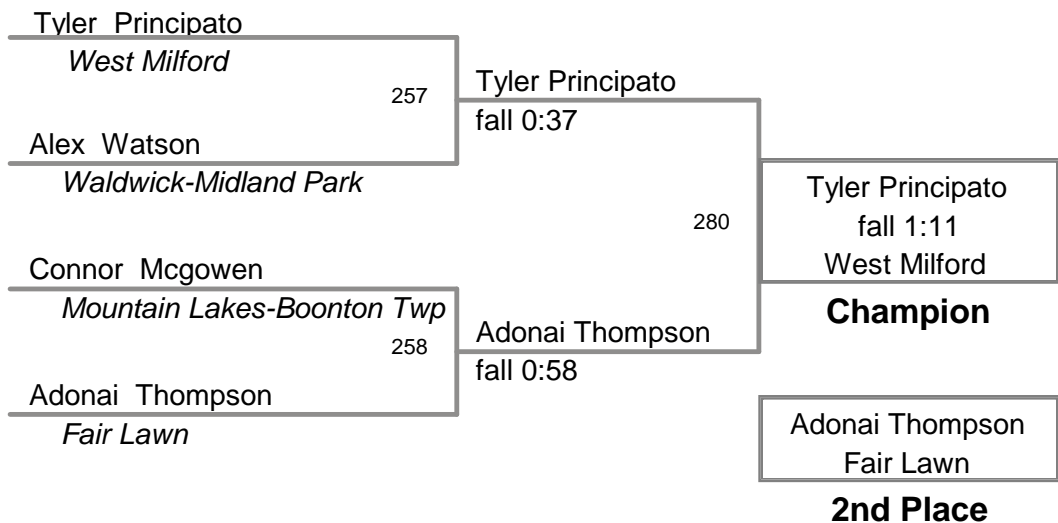 Tyler Principato
West Milford
257
Alex Watson
Waldwick-Midland Park
Tyler Principato
fall 0:37
Connor Mcgowen
Mountain Lakes-Boonton Twp
258
Adonai Thompson
Fair Lawn
Adonai Thompson
fall 0:58
280
Tyler Principato
fall 1:11
West Milford
Champion
Adonai Thompson
Fair Lawn
2nd Place